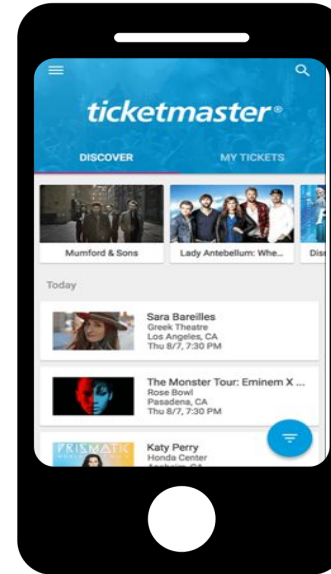 ticketmaster®
DISCOVER MY TICKETS
Mumford & Sons Lady Antebellum: Whe...
Today
Sara Bareilles
Greek Theatre
Los Angeles, CA
Thu 8/7, 7:30 PM
The Monster Tour: Eminem X ...
Rose Bowl
Pasadena, CA
Thu 8/7, 7:30 PM
PRISMATIC
Katy Perry
Honda Center
Anaheim, CA